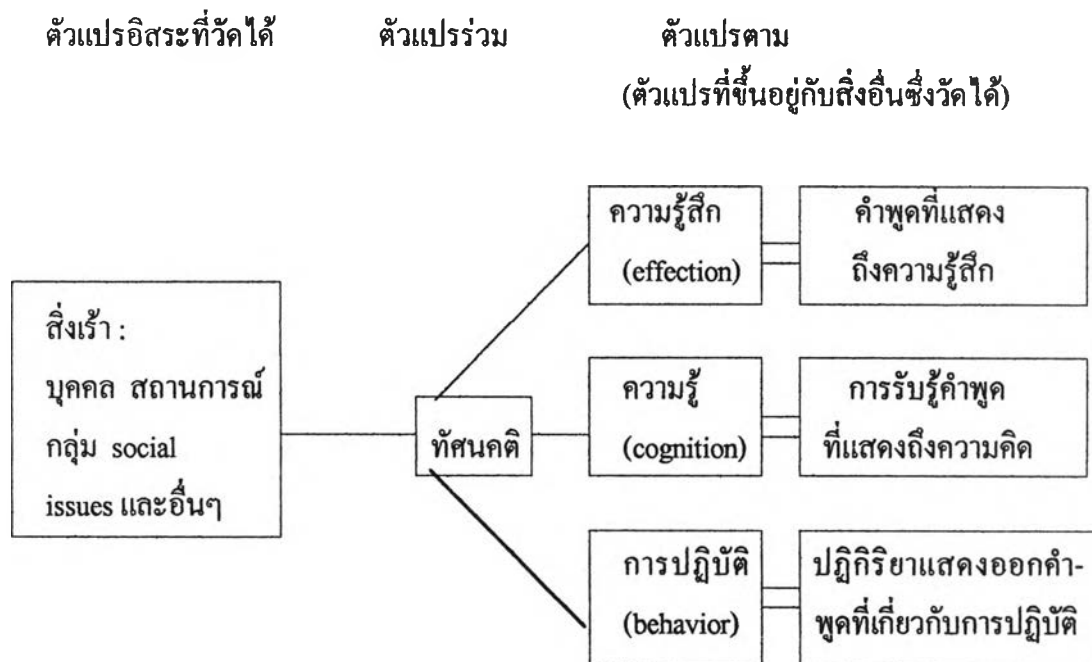 ตัวแปรอิสระที่วัดได้ ตัวแปรร่วม ตัวแปรตาม
(ตัวแปรที่ขึ้นอยู่กับสิ่งอื่นซึ่งวัดได้)
ความรู้สึก
(effection)
คำพูดที่แสดง
ถึงความรู้สึก
สิ่งเร้า :
บุคคล สถานการณ์
กลุ่ม social
issues และอื่นๆ
ทัศนคติ
ความรู้
(cognition)
การรับรู้คำพูด
ที่แสดงถึงความคิด
การปฏิบัติ
(behavior)
ปฏิกิริยาแสดงออกคำ-
พูดที่เกี่ยวกับการปฏิบัติ